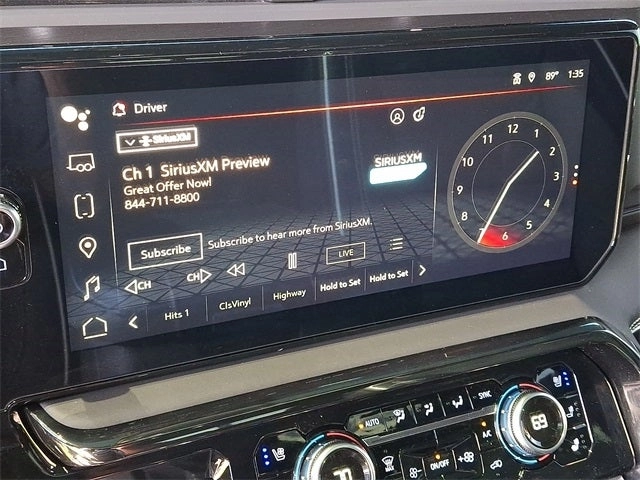 89° 1:35
Driver
SiriusXM
Ch 1 SiriusXM Preview
Great Offer Now!
844-711-8800
SIRIUSXM
Subscribe
Subscribe to hear more from SiriusXM.
CH
CH
LIVE
Hits 1
ClsVinyl
Highway
Hold to Set
Hold to Set
12
1
2
3
4
5
6
7
8
9
10
11
AUTO
SYNC
A/C
MAX
ON/OFF
69